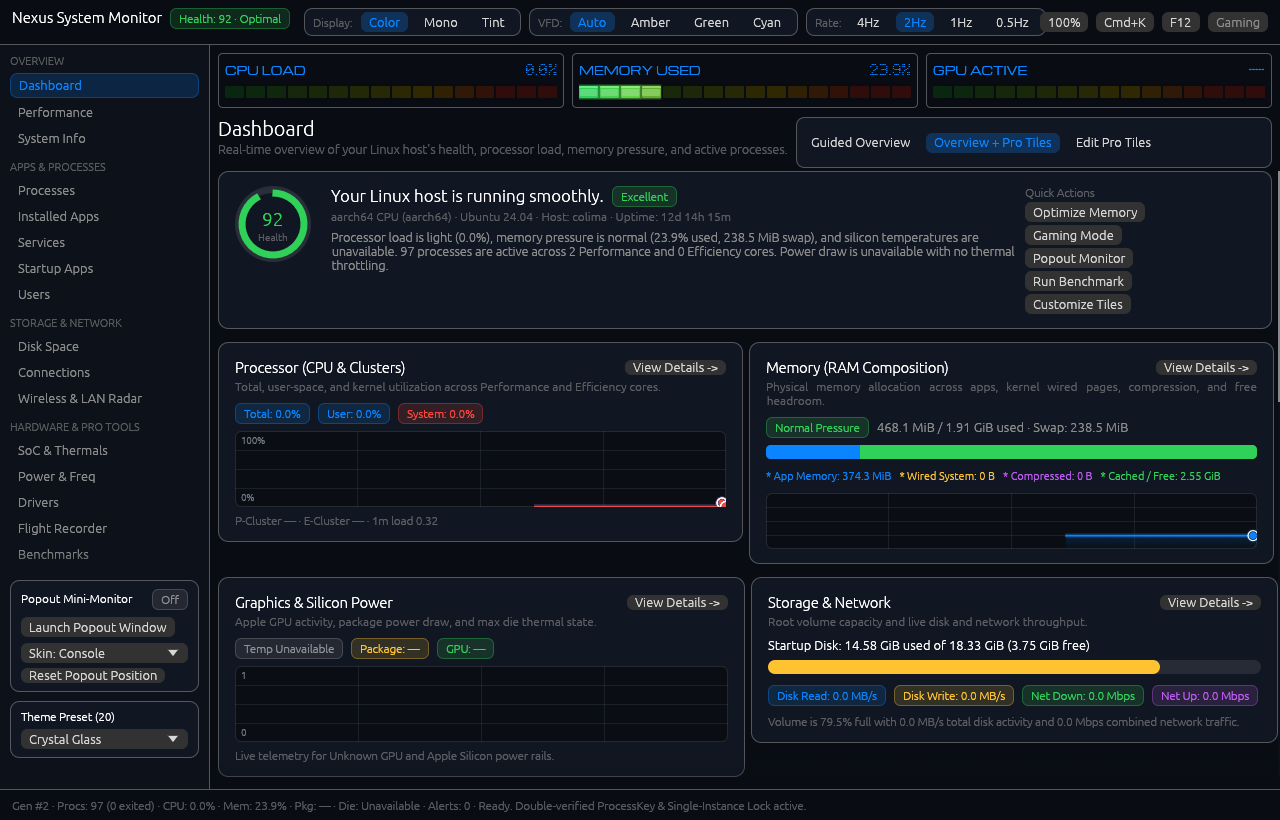 Nexus System Monitor
Health: 92 · Optimal
Display: Color Mono Tint
VFD: Auto Amber Green Cyan
Rate: 4Hz 2Hz 1Hz 0.5Hz
100% Cmd+K F12 Gaming
OVERVIEW
Dashboard
Performance
System Info
APPS & PROCESSES
Processes
Installed Apps
Services
Startup Apps
Users
STORAGE & NETWORK
Disk Space
Connections
Wireless & LAN Radar
HARDWARE & PRO TOOLS
SoC & Thermals
Power & Freq
Drivers
Flight Recorder
Benchmarks
Popout Mini-Monitor Off
Launch Popout Window
Skin: Console
Reset Popout Position
Theme Preset (20)
Crystal Glass
CPU LOAD 0.0%
MEMORY USED 23.9%
GPU ACTIVE —
Dashboard
Real-time overview of your Linux host's health, processor load, memory pressure, and active processes.
Guided Overview Overview + Pro Tiles Edit Pro Tiles
92
Health
Your Linux host is running smoothly. Excellent
aarch64 CPU (aarch64) · Ubuntu 24.04 · Host: colima · Uptime: 12d 14h 15m
Processor load is light (0.0%), memory pressure is normal (23.9% used, 238.5 MiB swap), and silicon temperatures are
unavailable. 97 processes are active across 2 Performance and 0 Efficiency cores. Power draw is unavailable with no thermal
throttling.
Quick Actions
Optimize Memory
Gaming Mode
Popout Monitor
Run Benchmark
Customize Tiles
Processor (CPU & Clusters) View Details ->
Total, user-space, and kernel utilization across Performance and Efficiency cores.
Total: 0.0% User: 0.0% System: 0.0%
100%
0%
P-Cluster — · E-Cluster — · 1m load 0.32
Memory (RAM Composition) View Details ->
Physical memory allocation across apps, kernel wired pages, compression, and free
headroom.
Normal Pressure 468.1 MiB / 1.91 GiB used · Swap: 238.5 MiB
* App Memory: 374.3 MiB * Wired System: 0 B * Compressed: 0 B * Cached / Free: 2.55 GiB
Graphics & Silicon Power View Details ->
Apple GPU activity, package power draw, and max die thermal state.
Temp Unavailable Package: — GPU: —
1
0
Live telemetry for Unknown GPU and Apple Silicon power rails.
Storage & Network View Details ->
Root volume capacity and live disk and network throughput.
Startup Disk: 14.58 GiB used of 18.33 GiB (3.75 GiB free)
Disk Read: 0.0 MB/s Disk Write: 0.0 MB/s Net Down: 0.0 Mbps Net Up: 0.0 Mbps
Volume is 79.5% full with 0.0 MB/s total disk activity and 0.0 Mbps combined network traffic.
Gen #2 · Procs: 97 (0 exited) · CPU: 0.0% · Mem: 23.9% · Pkg: — · Die: Unavailable · Alerts: 0 · Ready. Double-verified ProcessKey & Single-Instance Lock active.